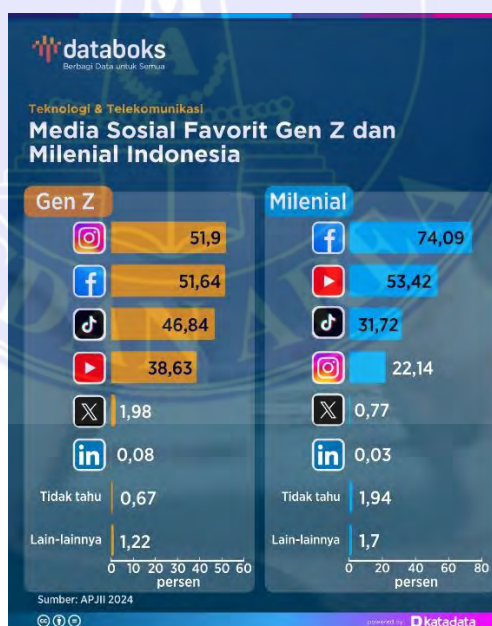 databoks
Berbagi Data untuk Semua
Teknologi & Telekomunikasi
Media Sosial Favorit Gen Z dan
Milenial Indonesia
Gen Z
51,9
51,64
46,84
38,63
1,98
0,08
Tidak tahu 0,67
Lain-lainnya 1,22
0 10 20 30 40 50 60
persen
Milenial
74,09
53,42
31,72
22,14
0,77
0,03
Tidak tahu 1,94
Lain-lainnya 1,7
0 20 40 60 80
persen
Sumber: APJII 2024
powered by katadata